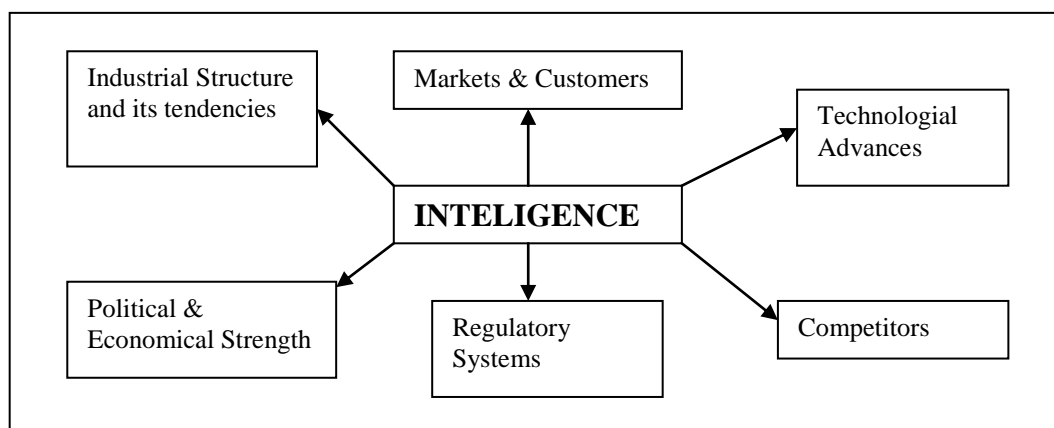 Industrial Structure
and its tendencies
Markets & Customers
Technologial
Advances
INTELIGENCE
Political &
Economical Strength
Regulatory
Systems
Competitors